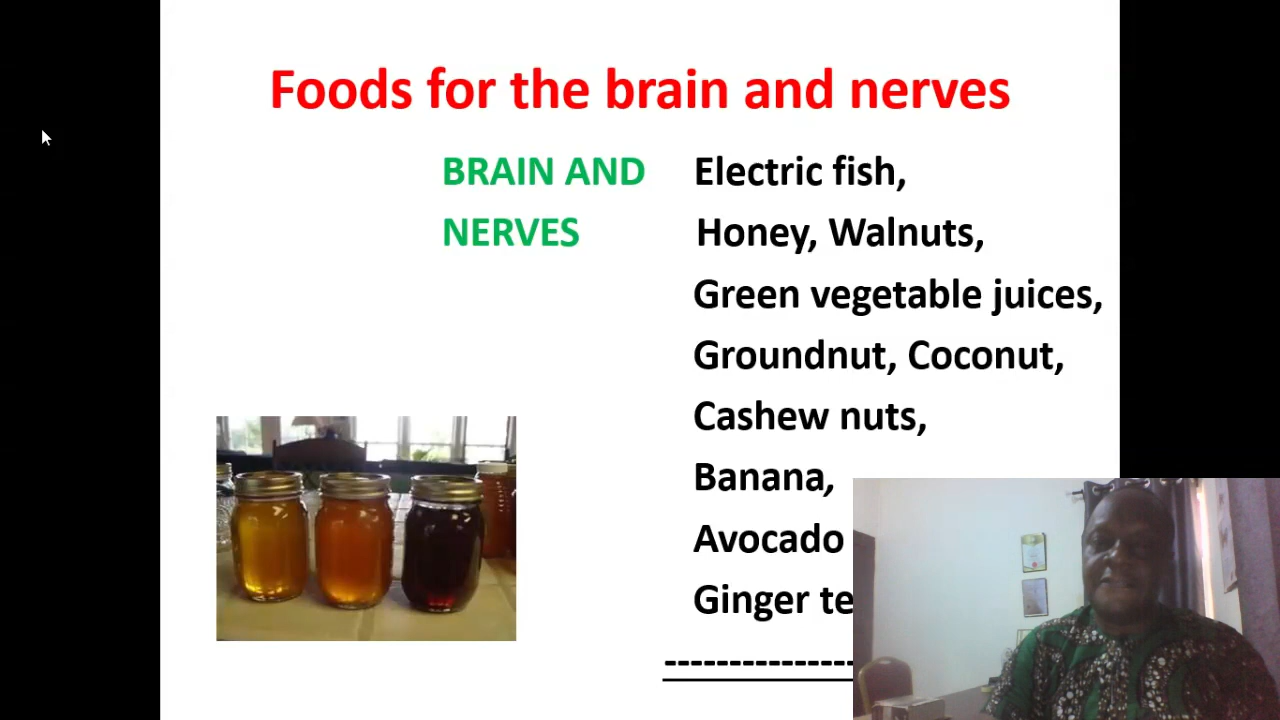 Foods for the brain and nerves
BRAIN AND
NERVES
Electric fish,
Honey, Walnuts,
Green vegetable juices,
Groundnut, Coconut,
Cashew nuts,
Banana,
Avocado
Ginger
--------------